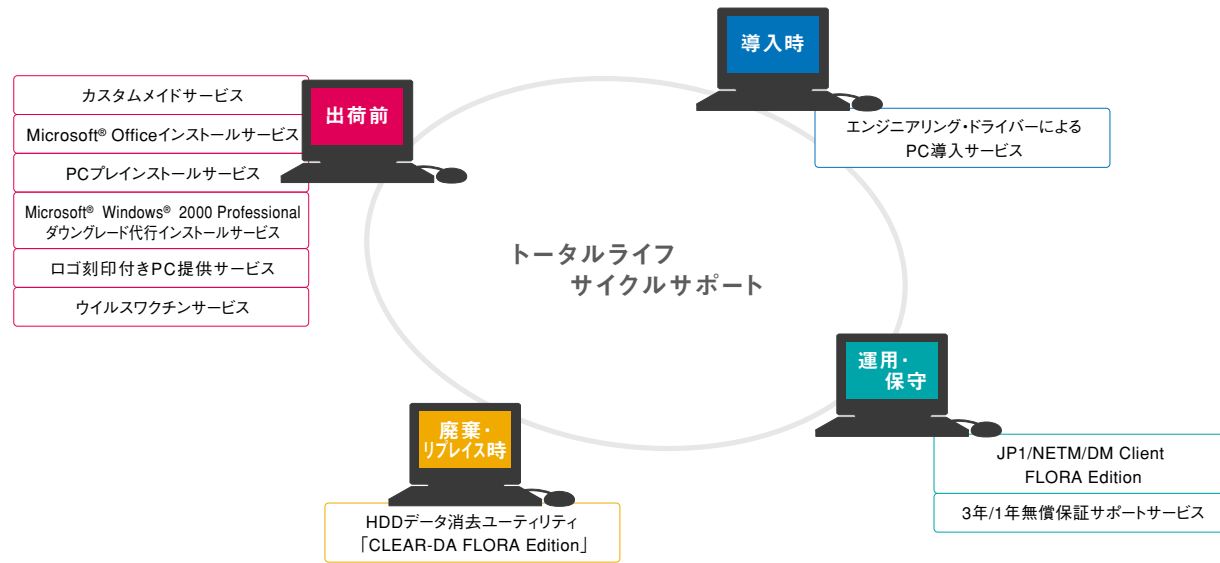 導入時
エンジニアリング・ドライバーによる
PC導入サービス
出荷前
カスタムメイドサービス
Microsoft® Officeインストールサービス
PCプレインストールサービス
Microsoft® Windows® 2000 Professional
ダウングレード代行インストールサービス
ロゴ刻印付きPC提供サービス
ウイルスワクチンサービス
トータルライフ
サイクルサポート
運用・
保守
JP1/NETM/DM Client
FLORA Edition
3年/1年無償保証サポートサービス
廃棄・
リプレイス時
HDDデータ消去ユーティリティ
「CLEAR-DA FLORA Edition」